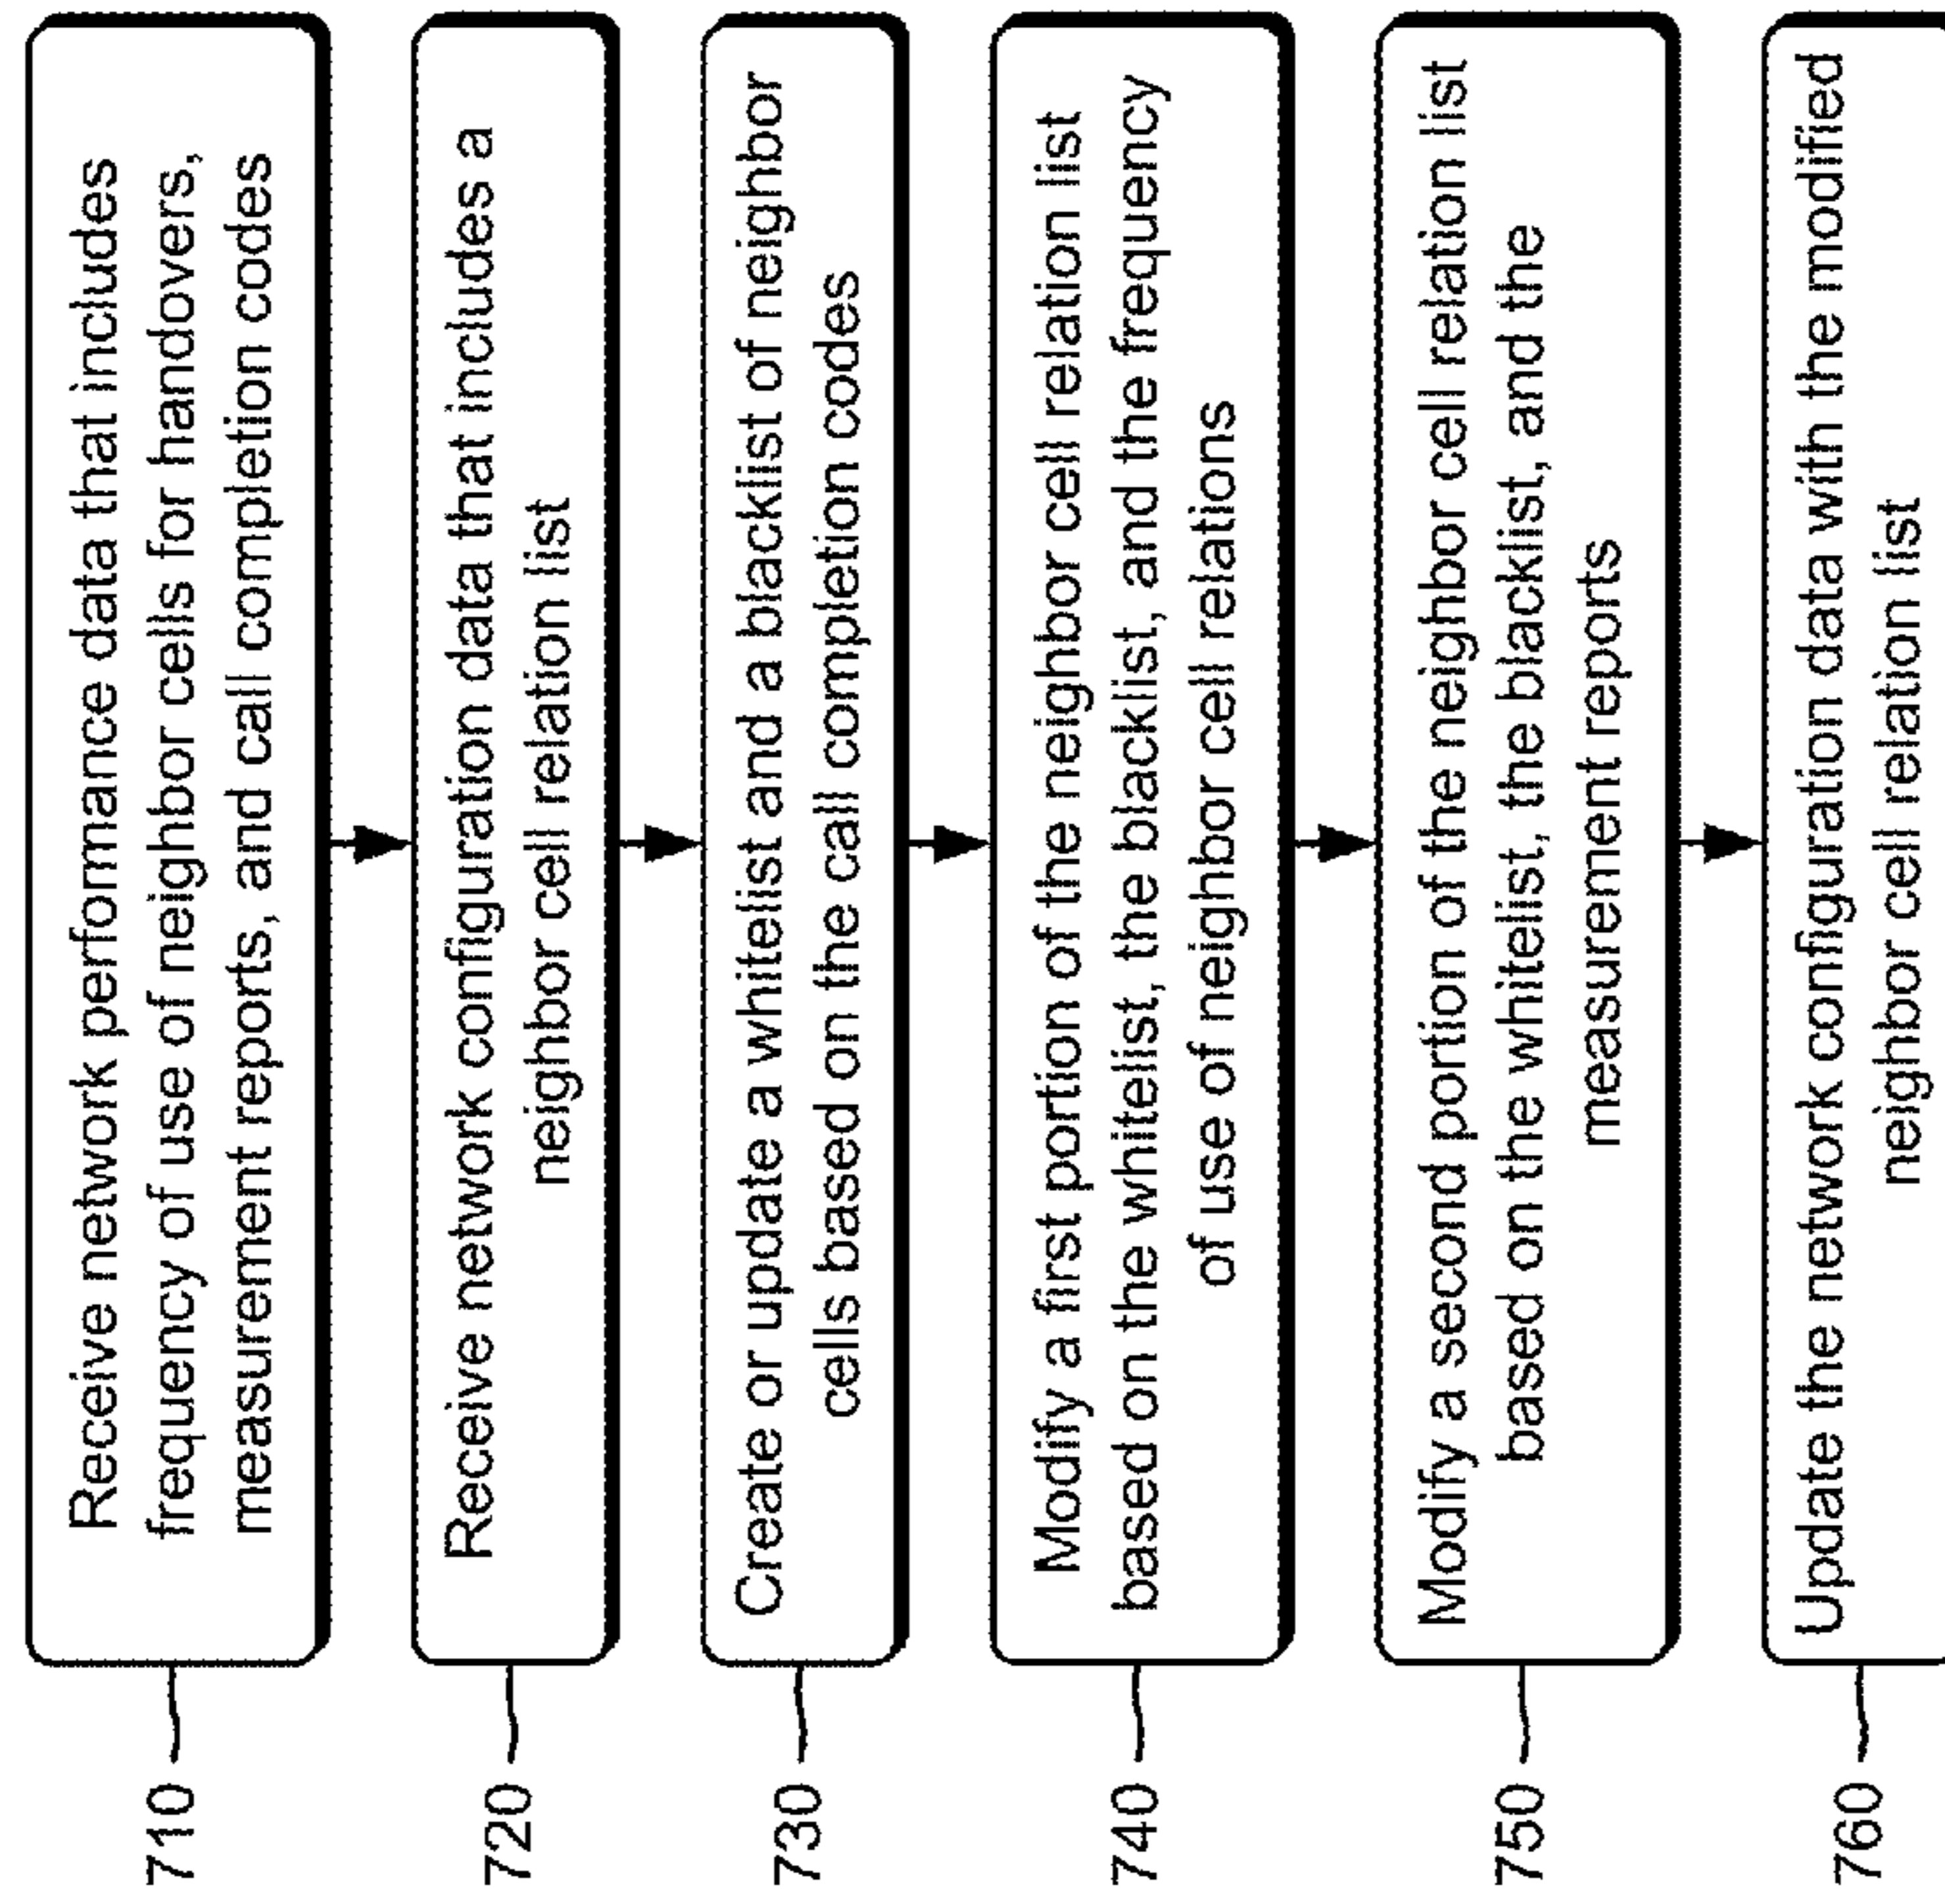 710
Receive network performance data that includes
frequency of use of neighbor cells for handovers,
measurement reports, and call completion codes
720
Receive network configuration data that includes a
neighbor cell relation list
730
Create or update a whitelist and a blacklist of neighbor
cells based on the call completion codes
740
Modify a first portion of the neighbor cell relation list
based on the whitelist, the blacklist, and the frequency
of use of neighbor cell relations
750
Modify a second portion of the neighbor cell relation list
based on the whitelist, the blacklist, and the
measurement reports
760
Update the network configuration data with the modified
neighbor cell relation list